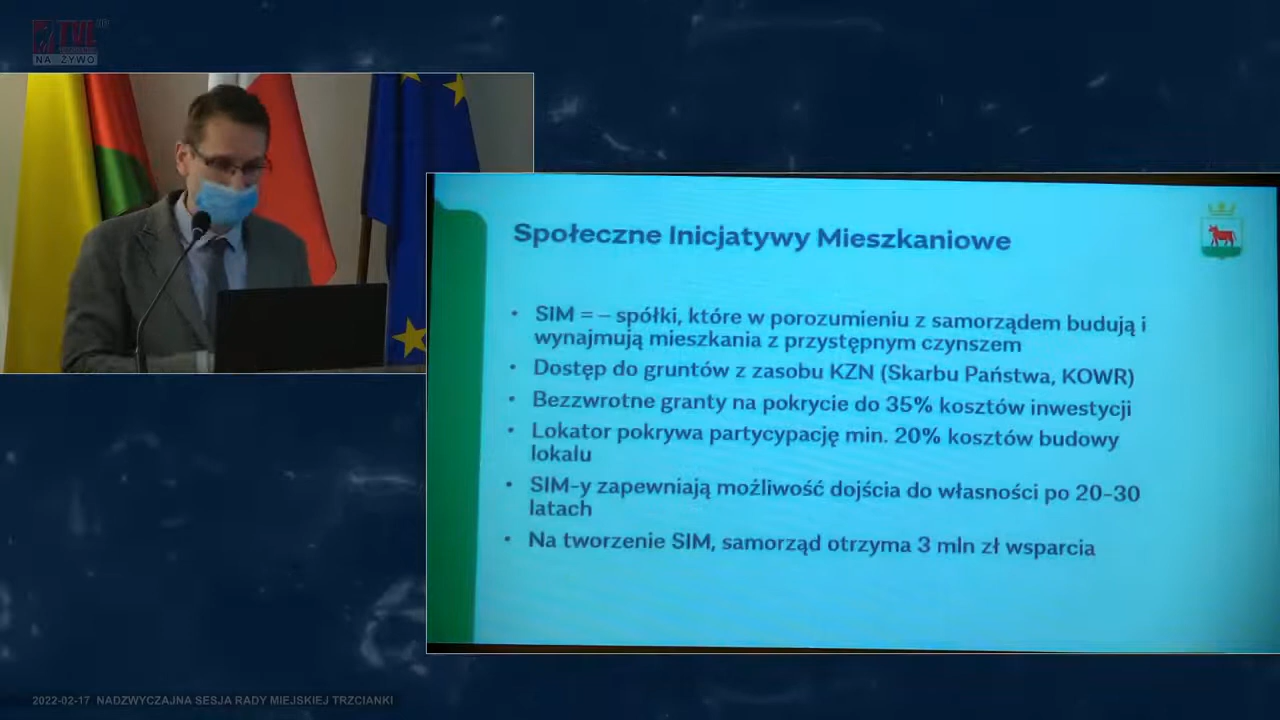 TVL
NA ŻYWO
Społeczne Inicjatywy Mieszkaniowe
• SIM = – spółki, które w porozumieniu z samorządem budują i
wynajmują mieszkania z przystępnym czynszem
• Dostęp do gruntów z zasobu KZN (Skarbu Państwa, KOWR)
• Bezzwrotne granty na pokrycie do 35% kosztów inwestycji
• Lokator pokrywa partycypację min. 20% kosztów budowy
lokalu
• SIM-y zapewniają możliwość dojścia do własności po 20-30
latach
• Na tworzenie SIM, samorząd otrzyma 3 mln zł wsparcia
2022-02-17 NADZWYCZAJNA SESJA RADY MIEJSKIEJ TRZCIANKI